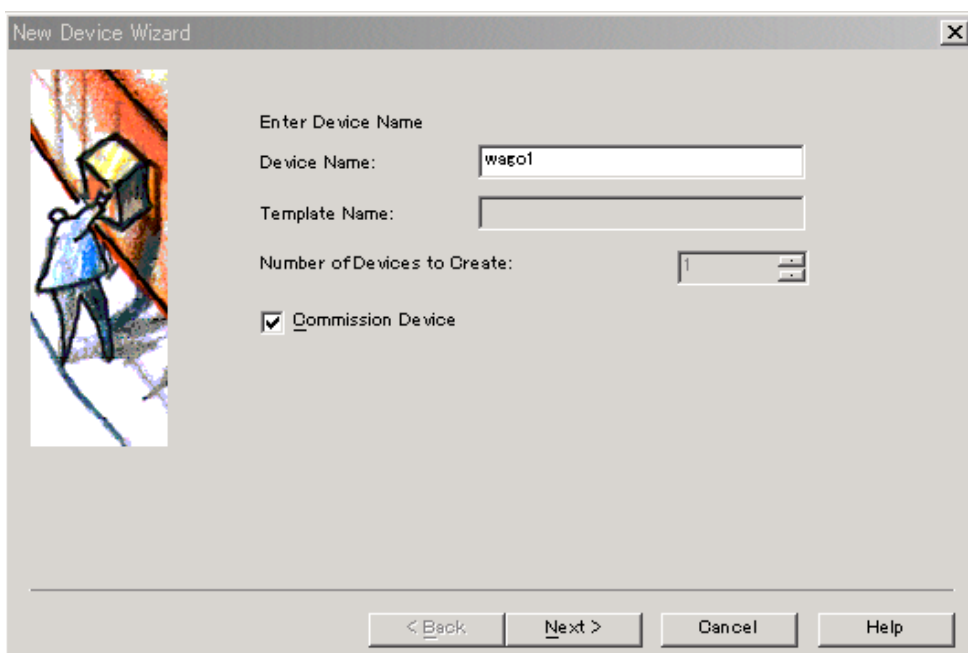 New Device Wizard
Enter Device Name
Device Name: wago1
Template Name:
Number of Devices to Create: 1
Commission Device
< Back Next > Cancel Help